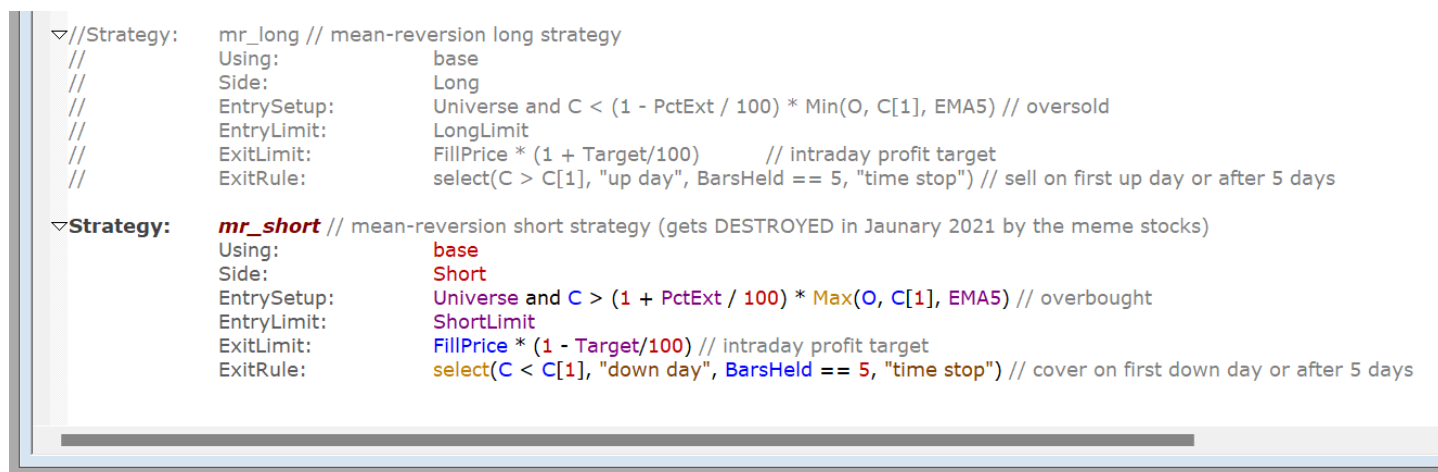 //Strategy: mr_long // mean-reversion long strategy
// Using: base
// Side: Long
// EntrySetup: Universe and C < (1 - PctExt / 100) * Min(O, C[1], EMA5) // oversold
// EntryLimit: LongLimit
// ExitLimit: FillPrice * (1 + Target/100) // intraday profit target
// ExitRule: select(C > C[1], "up day", BarsHeld == 5, "time stop") // sell on first up day or after 5 days
Strategy: mr_short // mean-reversion short strategy (gets DESTROYED in Jaunary 2021 by the meme stocks)
Using: base
Side: Short
EntrySetup: Universe and C > (1 + PctExt / 100) * Max(O, C[1], EMA5) // overbought
EntryLimit: ShortLimit
ExitLimit: FillPrice * (1 - Target/100) // intraday profit target
ExitRule: select(C < C[1], "down day", BarsHeld == 5, "time stop") // cover on first down day or after 5 days